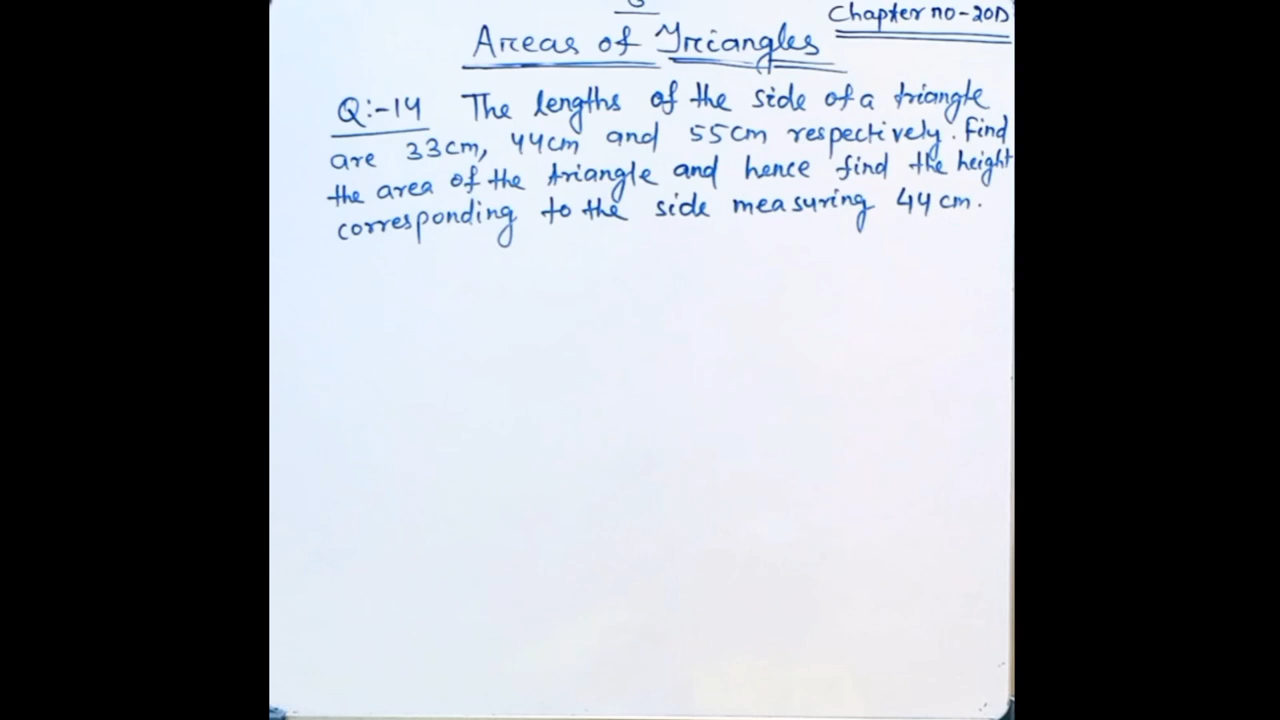 Chapter no-20D
Areas of Triangles
Q:-14 The lengths of the side of a triangle
are 33cm, 44cm and 55cm respectively. Find
the area of the triangle and hence find the height
corresponding to the side measuring 44cm.